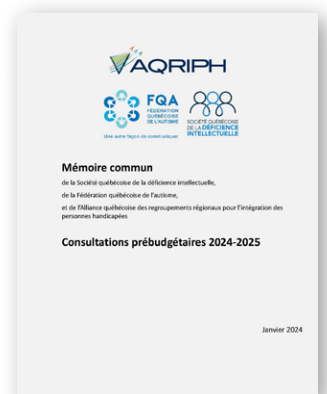 AQRIPH
FQA
FÉDÉRATION
QUÉBÉCOISE
DE L'AUTISME
Une autre façon de communiquer
SOCIÉTÉ QUÉBÉCOISE
DE LA DÉFICIENCE
INTELLECTUELLE
Mémoire commun
de la Société québécoise de la déficience intellectuelle,
de la Fédération québécoise de l'autisme,
et de l'Alliance québécoise des regroupements régionaux pour l'intégration des
personnes handicapées
Consultations prébudgétaires 2024-2025
Janvier 2024